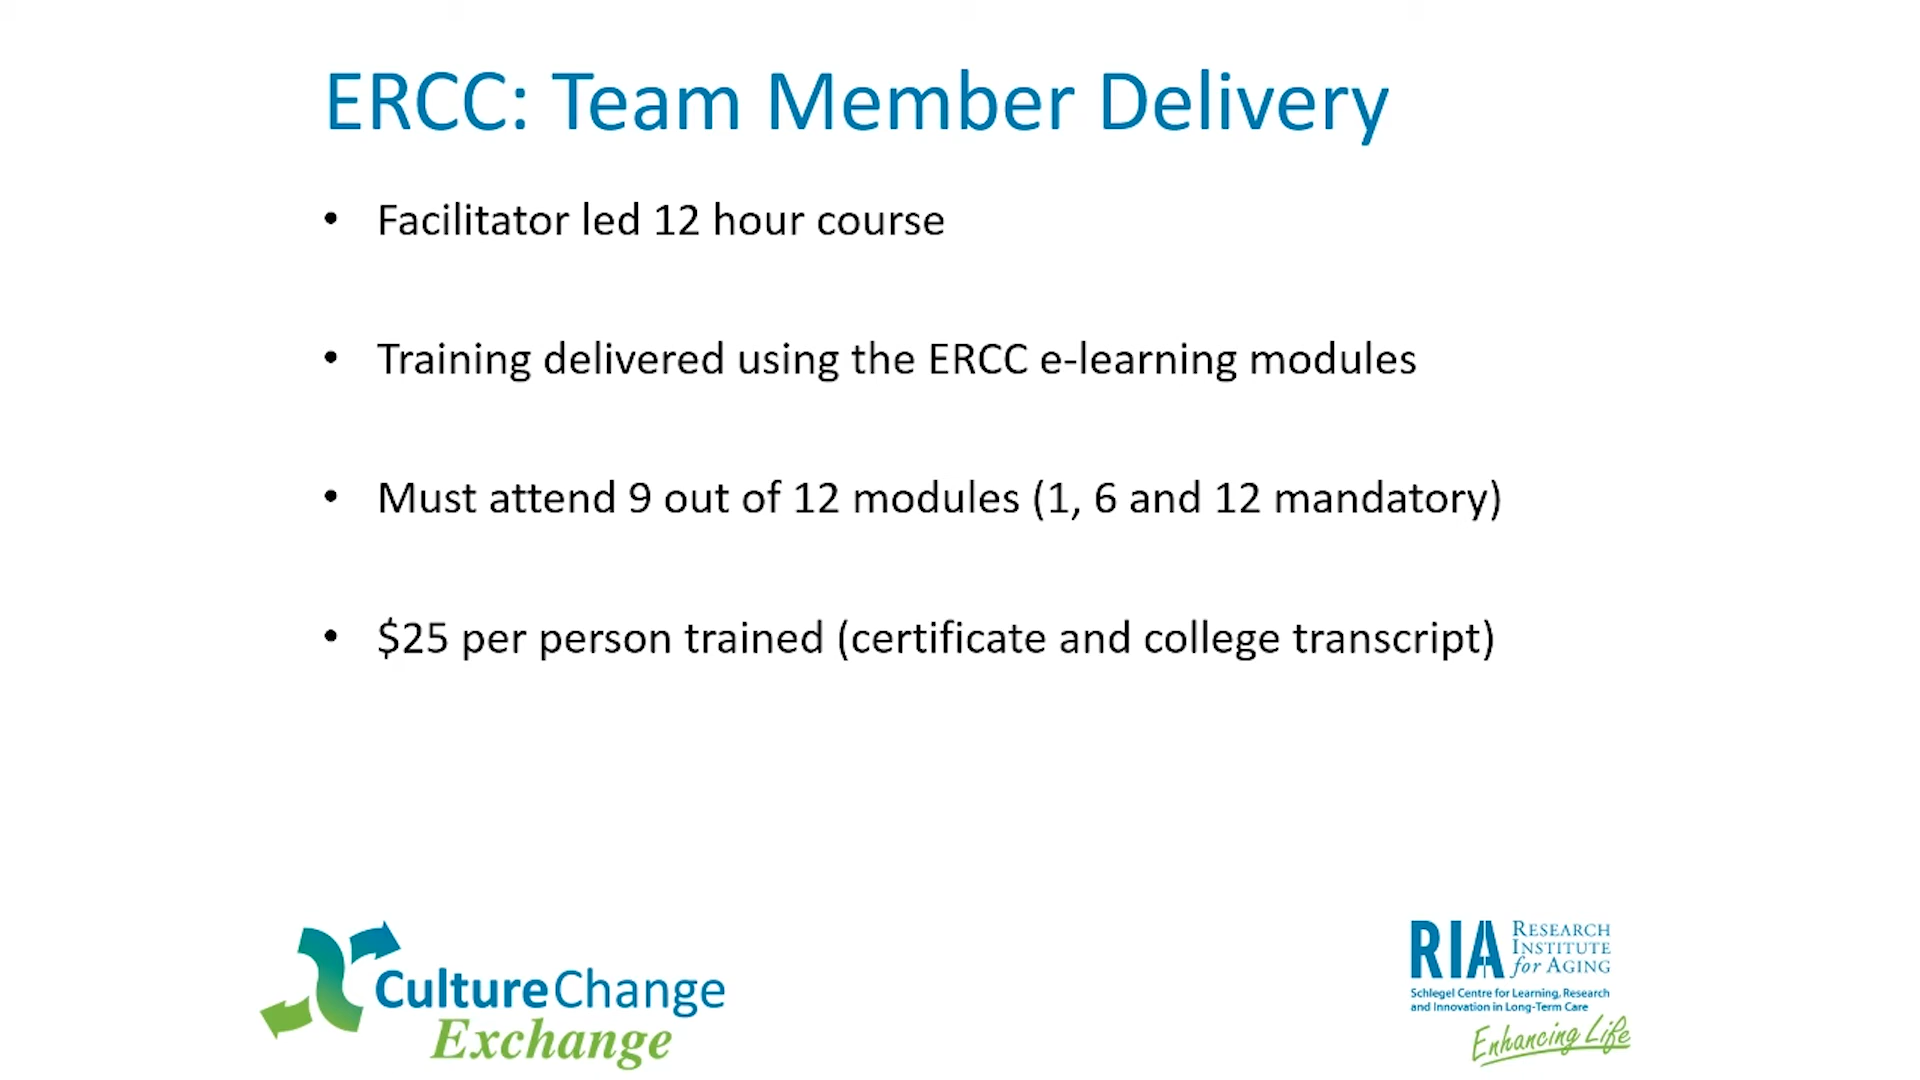 ERCC: Team Member Delivery
• Facilitator led 12 hour course
• Training delivered using the ERCC e-learning modules
• Must attend 9 out of 12 modules (1, 6 and 12 mandatory)
• $25 per person trained (certificate and college transcript)
CultureChange
Exchange
RIA
RESEARCH
INSTITUTE
for AGING
Schlegel Centre for Learning, Research
and Innovation in Long-Term Care
Enhancing Life